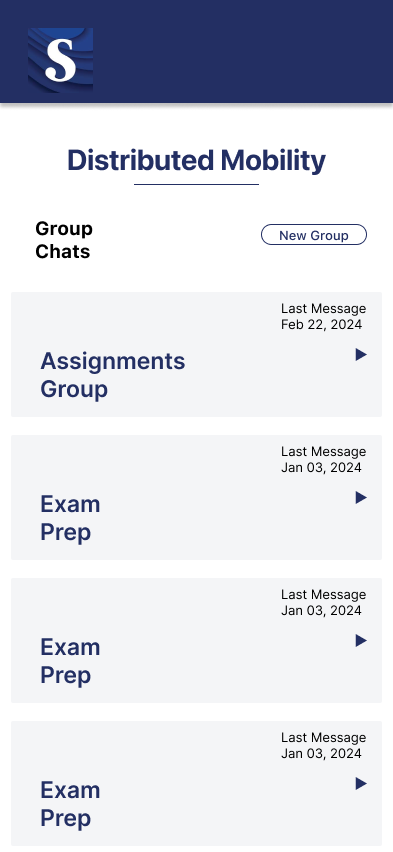 S
Distributed Mobility
Group
Chats
New Group
Last Message
Feb 22, 2024
Assignments
Group
Last Message
Jan 03, 2024
Exam
Prep
Last Message
Jan 03, 2024
Exam
Prep
Last Message
Jan 03, 2024
Exam
Prep